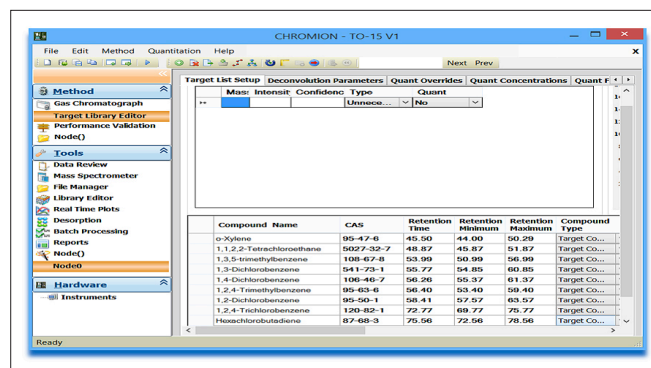 CHROMION - TO-15 V1
File Edit Method Quantitation Help
Next Prev
Method
Gas Chromatograph
Target Library Editor
Performance Validation
Node()
Tools
Data Review
Mass Spectrometer
File Manager
Library Editor
Real Time Plots
Desorption
Batch Processing
Reports
Node()
Node0
Hardware
Instruments
Target List Setup Deconvolution Parameters Quant Overrides Quant Concentrations Quant F
Mass Intensit Confidenc Type Quant
Unnece... No
Compound Name CAS Retention Time Retention Minimum Retention Maximum Compound Type
o-Xylene 95-47-6 45.50 44.00 50.29 Target Co...
1,1,2,2-Tetrachloroethane 5027-32-7 48.87 45.87 51.87 Target Co...
1,3,5-trimethylbenzene 108-67-8 53.99 50.99 56.99 Target Co...
1,3-Dichlorobenzene 541-73-1 55.77 54.85 60.85 Target Co...
1,4-Dichlorobenzene 106-46-7 56.26 55.37 61.37 Target Co...
1,2,4-Trimethylbenzene 95-63-6 56.40 53.40 59.40 Target Co...
1,2-Dichlorobenzene 95-50-1 58.41 57.57 63.57 Target Co...
1,2,4-Trichlorobenzene 120-82-1 72.77 69.77 75.77 Target Co...
Hexachlorobutadiene 87-68-3 75.56 72.56 78.56 Target Co...
Ready